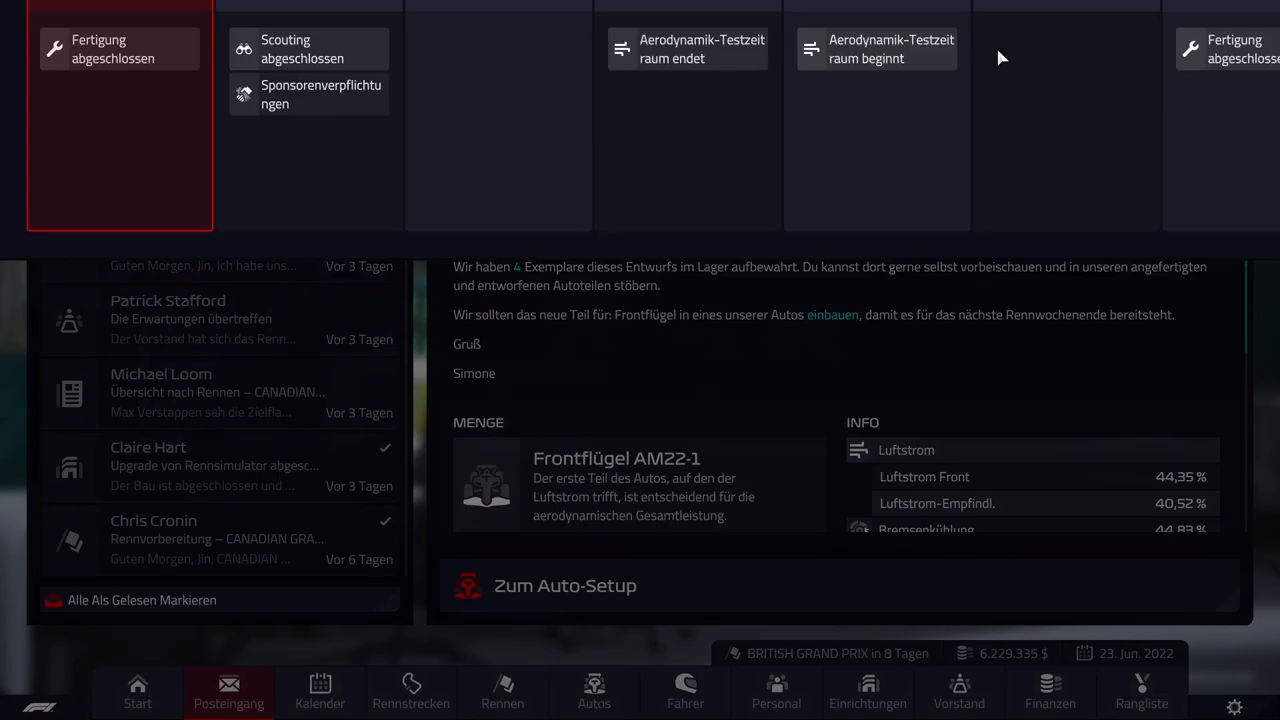 Fertigung
abgeschlossen
Scouting
abgeschlossen
Sponsorenverpflichtu
ngen
Aerodynamik-Testzeit
raum endet
Aerodynamik-Testzeit
raum beginnt
Fertigung
abgeschlosse
Guten Morgen, Jin, Ich habe uns...
Vor 3 Tagen
Patrick Stafford
Die Erwartungen übertreffen
Der Vorstand hat sich das Renn...
Vor 3 Tagen
Michael Loom
Übersicht nach Rennen – CANADIAN...
Max Verstappen sah die Zielfla...
Vor 3 Tagen
Claire Hart
Upgrade von Rennsimulator abgesc...
Der Bau ist abgeschlossen und ...
Vor 3 Tagen
Chris Cronin
Rennvorbereitung – CANADIAN GRA...
Guten Morgen, Jin, CANADIAN ...
Vor 6 Tagen
Alle Als Gelesen Markieren
Wir haben 4 Exemplare dieses Entwurfs im Lager aufbewahrt. Du kannst dort gerne selbst vorbeischauen und in unseren angefertigten
und entworfenen Autoteilen stöbern.
Wir sollten das neue Teil für: Frontflügel in eines unserer Autos einbauen, damit es für das nächste Rennwochenende bereitsteht.
Gruß
Simone
MENGE
Frontflügel AM22-1
Der erste Teil des Autos, auf den der
Luftstrom trifft, ist entscheidend für die
aerodynamischen Gesamtleistung.
INFO
Luftstrom
Luftstrom Front 44,35 %
Luftstrom-Empfindl. 40,52 %
Bremsenkühlung 44,83 %
Zum Auto-Setup
BRITISH GRAND PRIX in 8 Tagen
6.229.335 $
23. Jun. 2022
Start
Posteingang
Kalender
Rennstrecken
Rennen
Autos
Fahrer
Personal
Einrichtungen
Vorstand
Finanzen
Rangliste